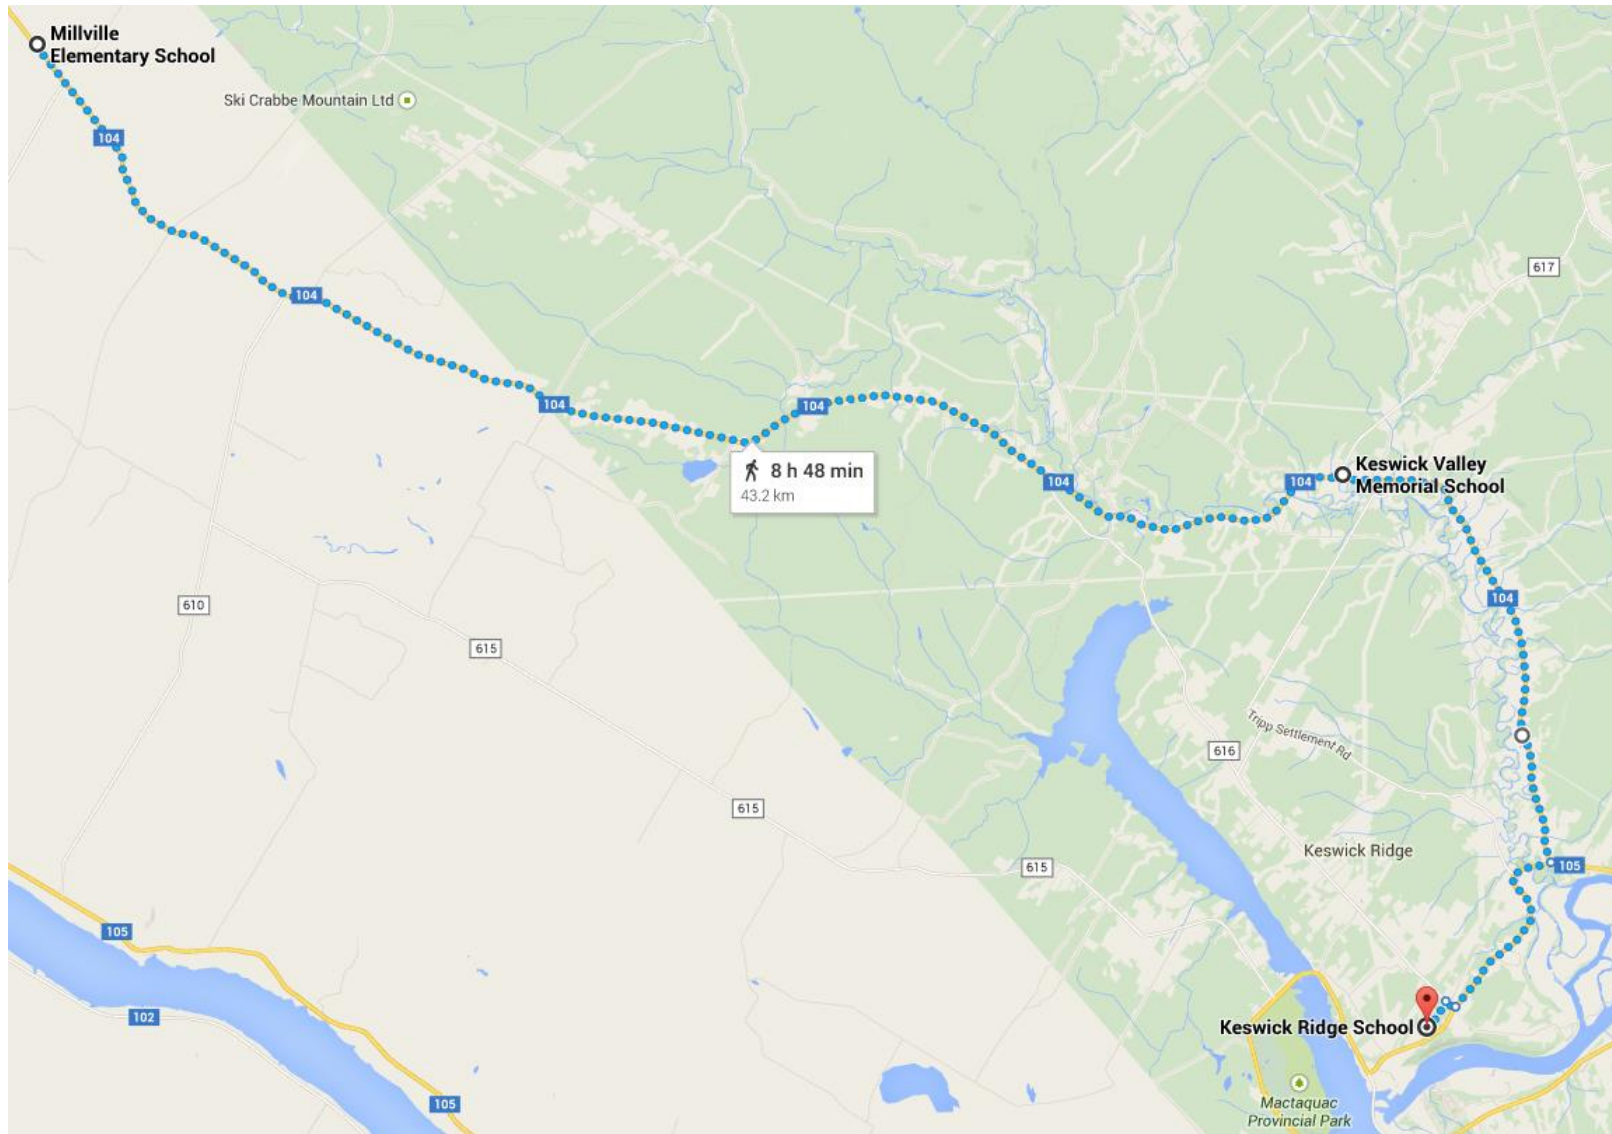 Millville
Elementary School
Ski Crabbe Mountain Ltd
104
617
104
104
104
8 h 48 min
43.2 km
104
104
Keswick Valley
Memorial School
104
610
615
Tripp Settlement Rd
616
615
Keswick Ridge
615
105
105
102
Keswick Ridge School
105
Mactaquac
Provincial Park